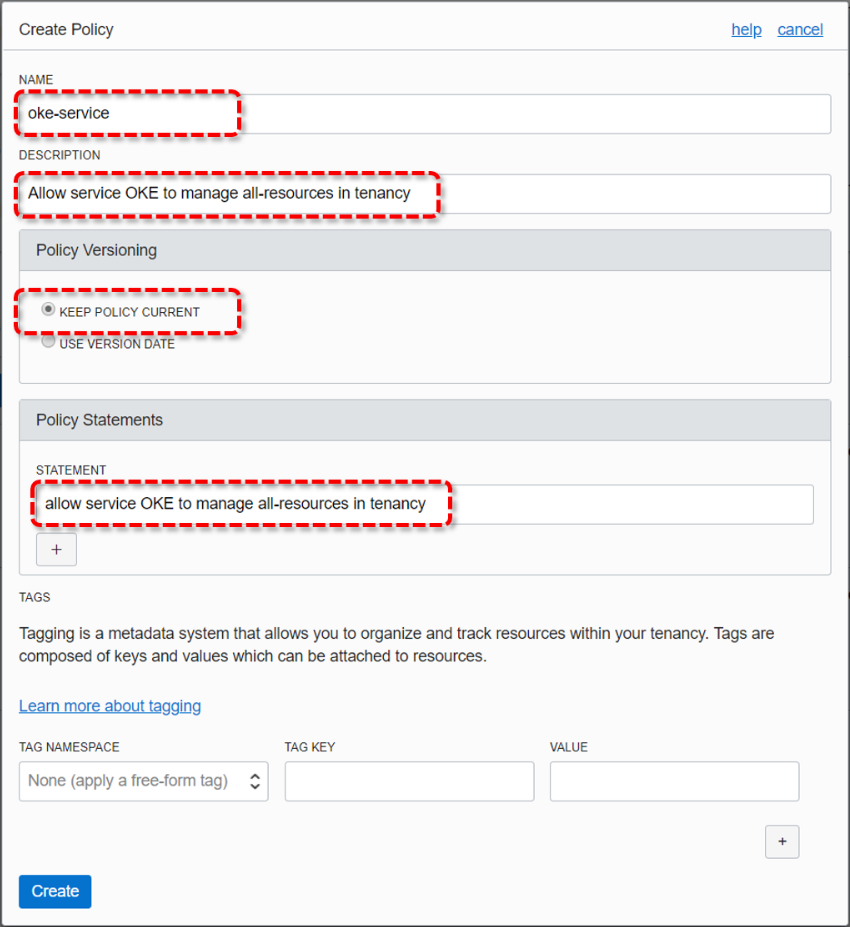 Create Policy help cancel
NAME
oke-service
DESCRIPTION
Allow service OKE to manage all-resources in tenancy
Policy Versioning
KEEP POLICY CURRENT
USE VERSION DATE
Policy Statements
STATEMENT
allow service OKE to manage all-resources in tenancy
+
TAGS
Tagging is a metadata system that allows you to organize and track resources within your tenancy. Tags are
composed of keys and values which can be attached to resources.
Learn more about tagging
TAG NAMESPACE TAG KEY VALUE
None (apply a free-form tag)
+
Create